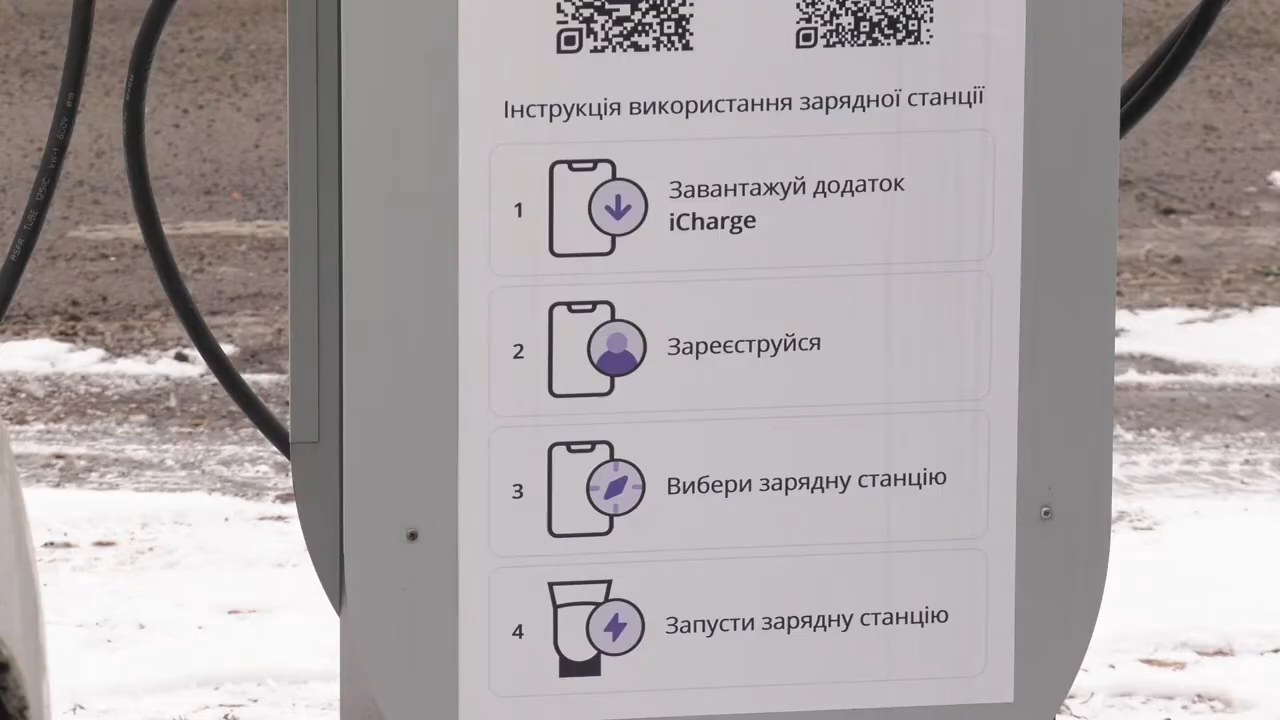 Інструкція використання зарядної станції
1
Завантажуй додаток
iCharge
2
Зареєструйся
3
Вибери зарядну станцію
4
Запусти зарядну станцію